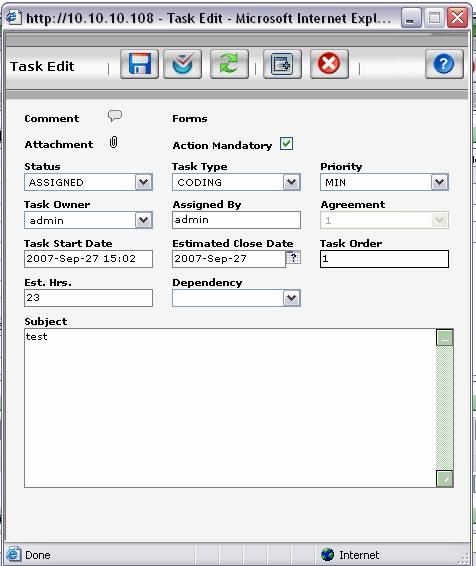 http://10.10.10.108 - Task Edit - Microsoft Internet Expl...
Task Edit
Comment Forms
Attachment Action Mandatory
Status Task Type Priority
ASSIGNED CODING MIN
Task Owner Assigned By Agreement
admin admin 1
Task Start Date Estimated Close Date Task Order
2007-Sep-27 15:02 2007-Sep-27 ? 1
Est. Hrs. Dependency
23
Subject
test
Done Internet